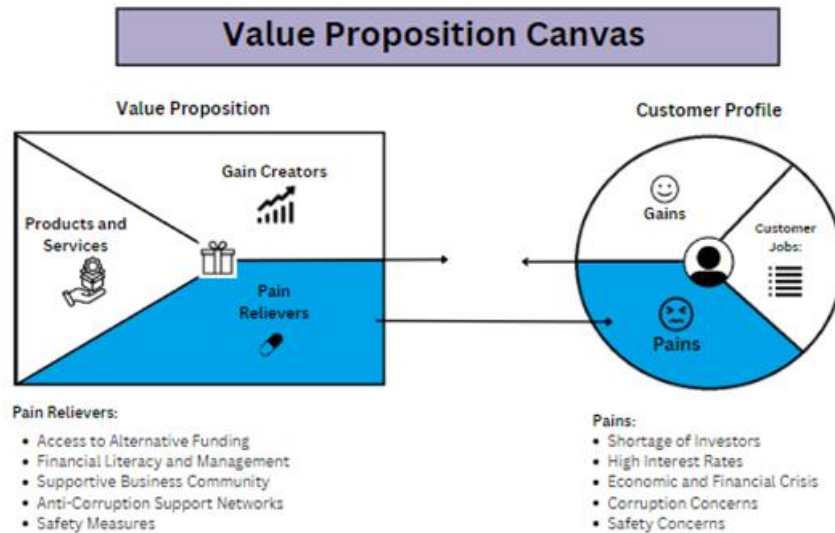 Value Proposition Canvas
Value Proposition
Customer Profile
Gain Creators
Products and
Services
Pain
Relievers
Gains
Customer
Jobs:
Pains
Pain Relievers:
• Access to Alternative Funding
• Financial Literacy and Management
• Supportive Business Community
• Anti-Corruption Support Networks
• Safety Measures
Pains:
• Shortage of Investors
• High Interest Rates
• Economic and Financial Crisis
• Corruption Concerns
• Safety Concerns